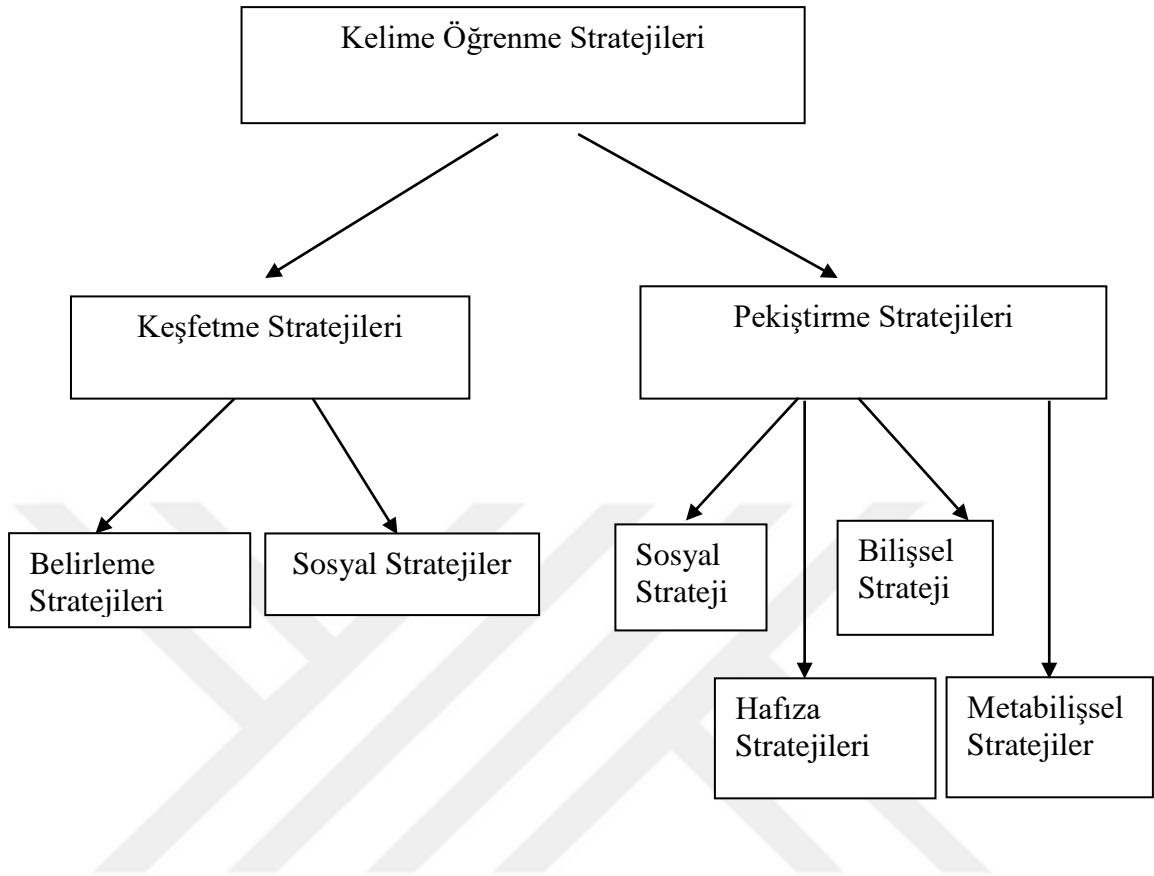 Kelime Öğrenme Stratejileri
Keşfetme Stratejileri
Pekiştirme Stratejileri
Belirleme
Stratejileri
Sosyal Stratejiler
Sosyal
Strateji
Bilişsel
Strateji
Hafıza
Stratejileri
Metabilişsel
Stratejiler